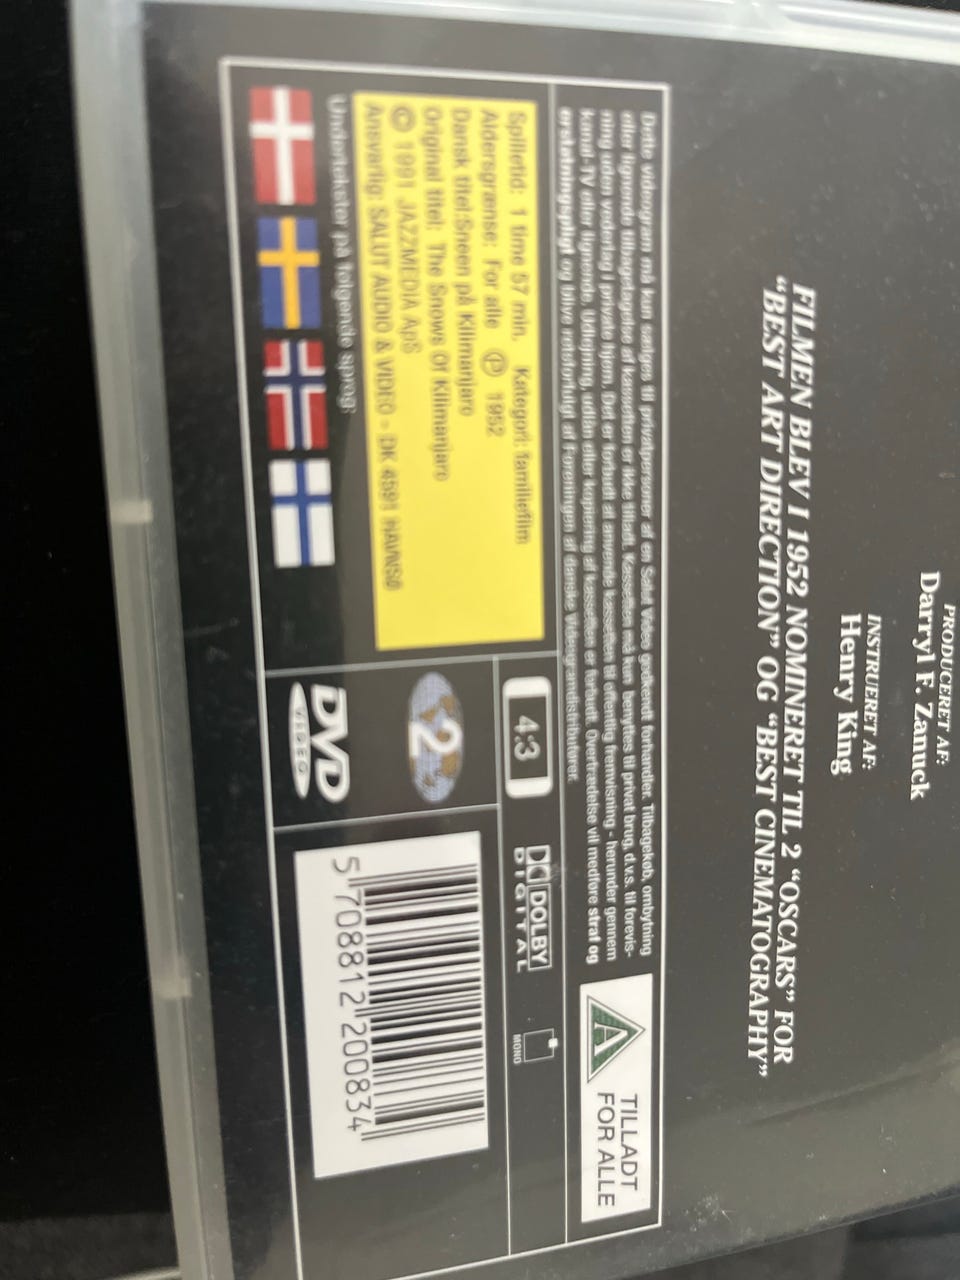 PRODUCERET AF:
Darryl F. Zanuck
INSTRUERET AF:
Henry King
FILMEN BLEV I 1952 NOMINERET TIL 2 “OSCARS” FOR
“BEST ART DIRECTION” OG “BEST CINEMATOGRAPHY”
Dette videogram må kun sælges til privatpersoner af en Salut Video godkendt forhandler. Tilbagekøb, ombytning
eller lignende tilbagetagelse af kassetten er ikke tilladt. Kassetten må kun benyttes til privat brug, d.v.s. til forevis-
ning uden vederlag i private hjem. Det er forbudt at anvende kassetten til offentlig fremvisning - herunder gennem
kanal-TV eller lignende. Udlejning, udlån eller kopiering af kassetten er forbudt. Overtrædelse vil medføre straf og
erstatningspligt og blive retsforfulgt af Foreningen af danske Videogramdistributører.
TILLADT
FOR ALLE
A
Spilletid: 1 time 57 min. Kategori: familiefilm
Aldersgrænse: For alle Ⓟ 1952
Dansk titel:Sneen på Kilimanjaro
Original titel: The Snows Of Kilimanjaro
© 1991 JAZZMEDIA ApS
Ansvarlig: SALUT AUDIO & VIDEO - DK 4591
Undertekster på følgende sprog:
4:3
DOLBY
DIGITAL
MONO
2
DVD
VIDEO
5 708812 200834